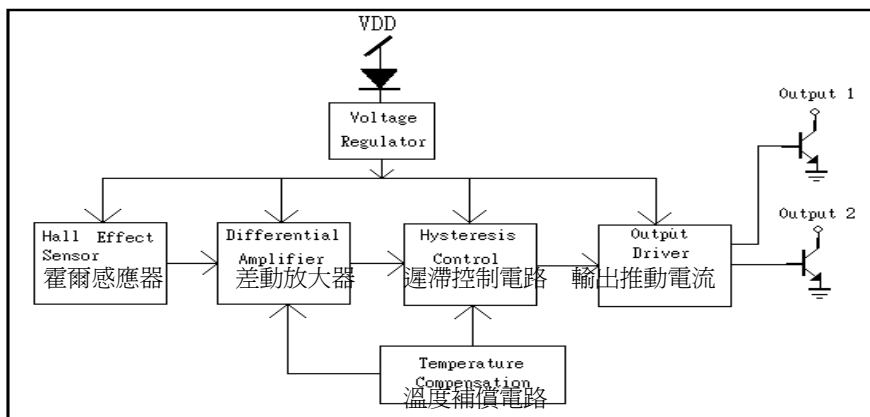 VDD
Voltage
Regulator
Output 1
Output 2
Hall Effect
Sensor
霍爾感應器
Differential
Amplifier
差動放大器
Hysteresis
Control
遲滯控制電路
Output
Driver
輸出推動電流
Temperature
Compensation
溫度補償電路